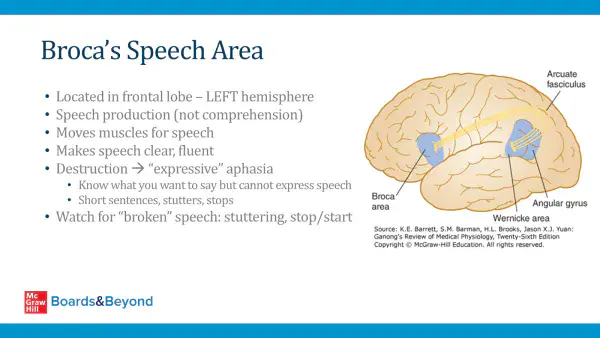 Broca’s Speech Area
• Located in frontal lobe – LEFT hemisphere
• Speech production (not comprehension)
• Moves muscles for speech
• Makes speech clear, fluent
• Destruction → “expressive” aphasia
• Know what you want to say but cannot express speech
• Short sentences, stutters, stops
• Watch for “broken” speech: stuttering, stop/start
Arcuate
fasciculus
Broca
area
Angular gyrus
Wernicke area
Source: K.E. Barrett, S.M. Barman, H.L. Brooks, Jason X.J. Yuan:
Ganong's Review of Medical Physiology, Twenty-Sixth Edition
Copyright © McGraw-Hill Education. All rights reserved.
Mc
Graw
Hill
Boards&Beyond